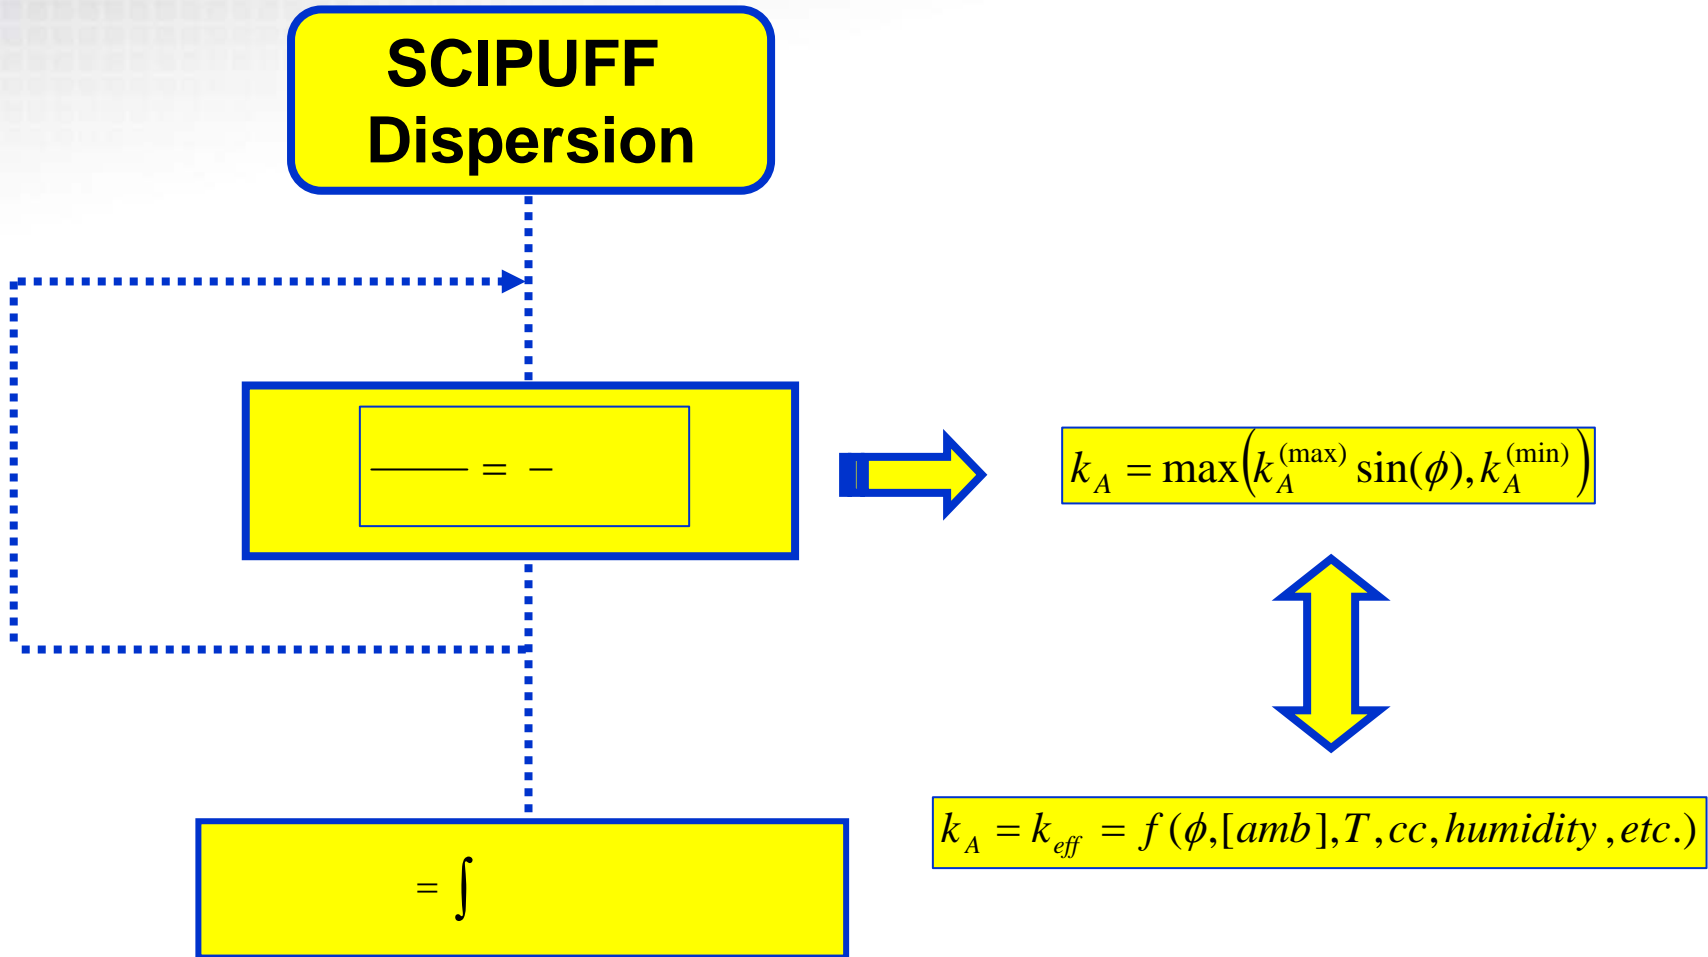 SCIPUFF
Dispersion
—— = −
k_A = max(k_A^(max) sin(ϕ), k_A^(min))
k_A = k_eff = f(ϕ,[amb],T,cc,humidity,etc.)
= ∫